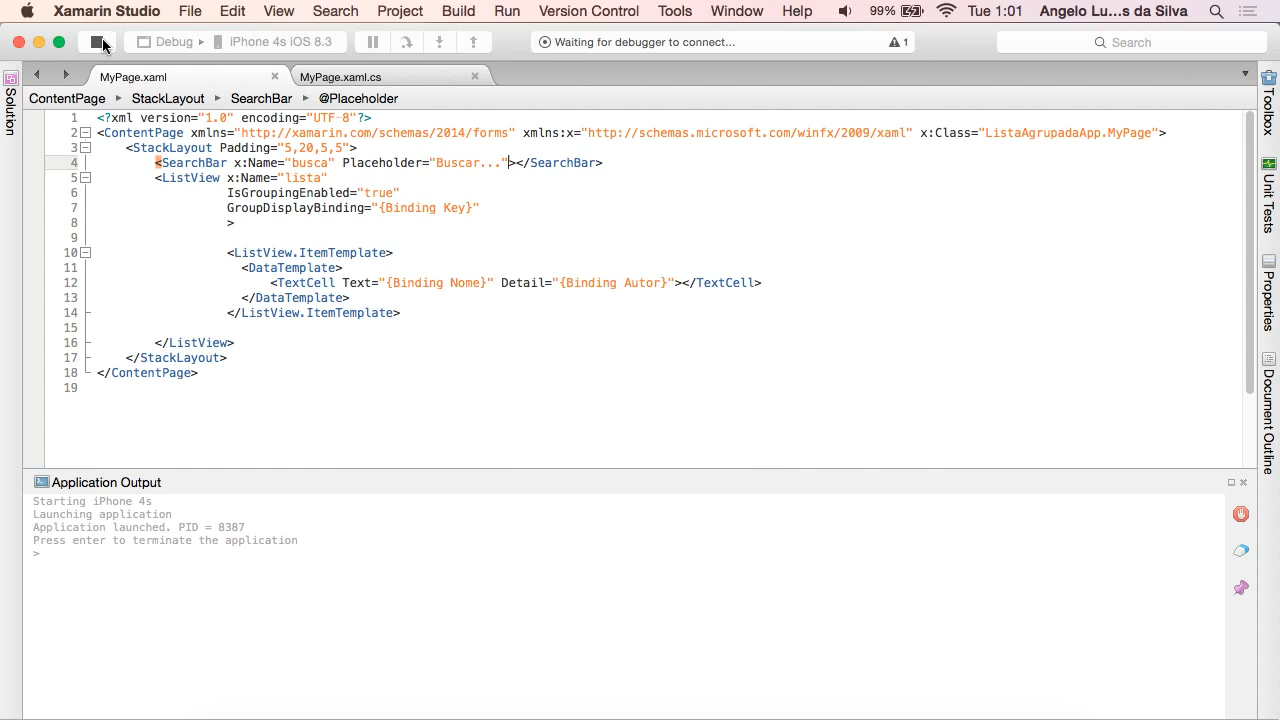 Xamarin Studio File Edit View Search Project Build Run Version Control Tools Window Help 99% Tue 1:01 Angelo Lu…s da Silva
Debug iPhone 4s iOS 8.3 Waiting for debugger to connect... 1 Search
MyPage.xaml MyPage.xaml.cs
ContentPage StackLayout SearchBar @Placeholder
1 <?xml version="1.0" encoding="UTF-8"?>
2 <ContentPage xmlns="http://xamarin.com/schemas/2014/forms" xmlns:x="http://schemas.microsoft.com/winfx/2009/xaml" x:Class="ListaAgrupadaApp.MyPage">
3 <StackLayout Padding="5,20,5,5">
4 <SearchBar x:Name="busca" Placeholder="Buscar..."></SearchBar>
5 <ListView x:Name="lista"
6 IsGroupingEnabled="true"
7 GroupDisplayBinding="{Binding Key}"
8 >
9
10 <ListView.ItemTemplate>
11 <DataTemplate>
12 <TextCell Text="{Binding Nome}" Detail="{Binding Autor}"></TextCell>
13 </DataTemplate>
14 </ListView.ItemTemplate>
15
16 </ListView>
17 </StackLayout>
18 </ContentPage>
19
Application Output
Starting iPhone 4s
Launching application
Application launched. PID = 8387
Press enter to terminate the application
>
Solution
Toolbox
Unit Tests
Properties
Document Outline